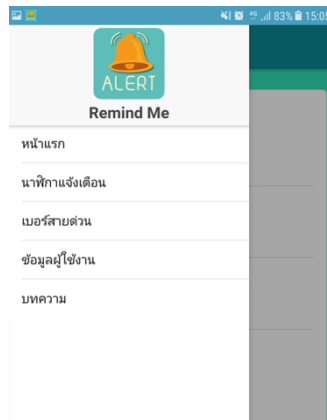 83% 15:05
ALERT
Remind Me
หน้าแรก
นาฬิกาแจ้งเตือน
เบอร์สายด่วน
ข้อมูลผู้ใช้งาน
บทความ